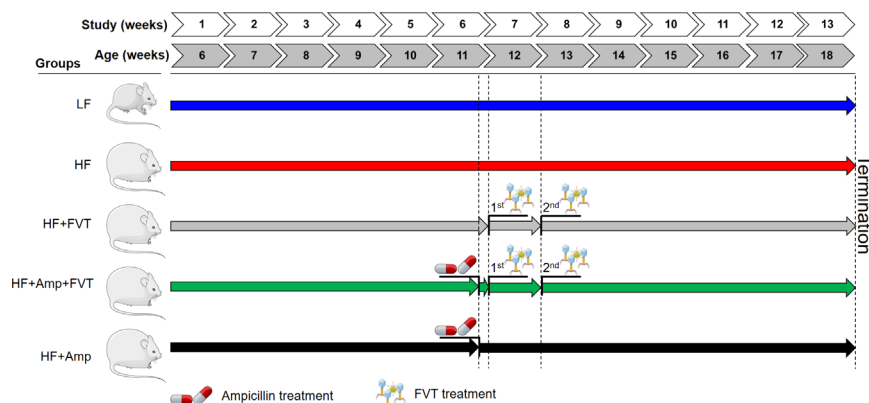 Study (weeks) 1 2 3 4 5 6 7 8 9 10 11 12 13
Age (weeks) 6 7 8 9 10 11 12 13 14 15 16 17 18
Groups
LF
HF
HF+FVT 1st 2nd
HF+Amp+FVT 1st 2nd
HF+Amp
Termination
Ampicillin treatment FVT treatment